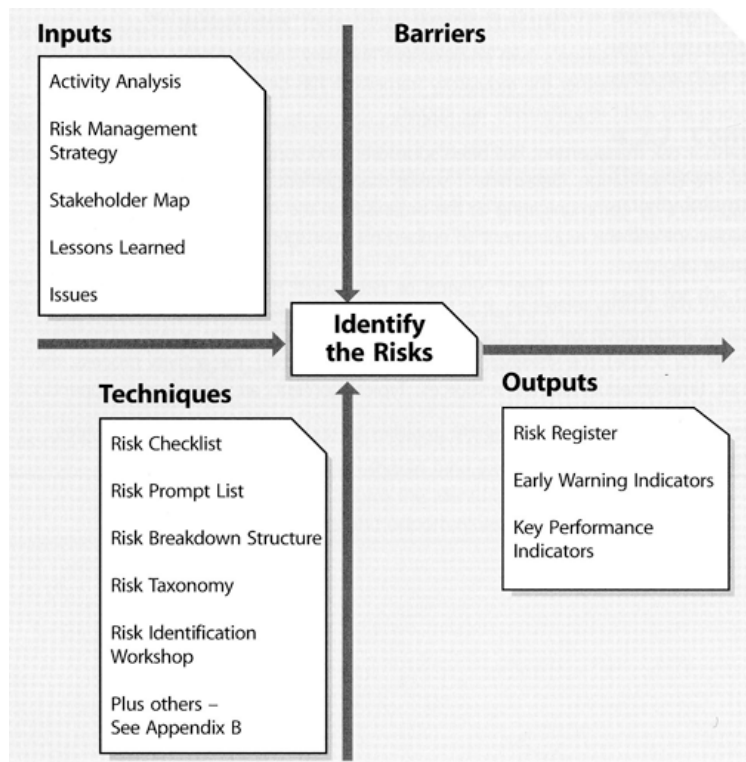 Inputs
Activity Analysis
Risk Management
Strategy
Stakeholder Map
Lessons Learned
Issues
Barriers
Identify
the Risks
Techniques
Risk Checklist
Risk Prompt List
Risk Breakdown Structure
Risk Taxonomy
Risk Identification
Workshop
Plus others –
See Appendix B
Outputs
Risk Register
Early Warning Indicators
Key Performance
Indicators